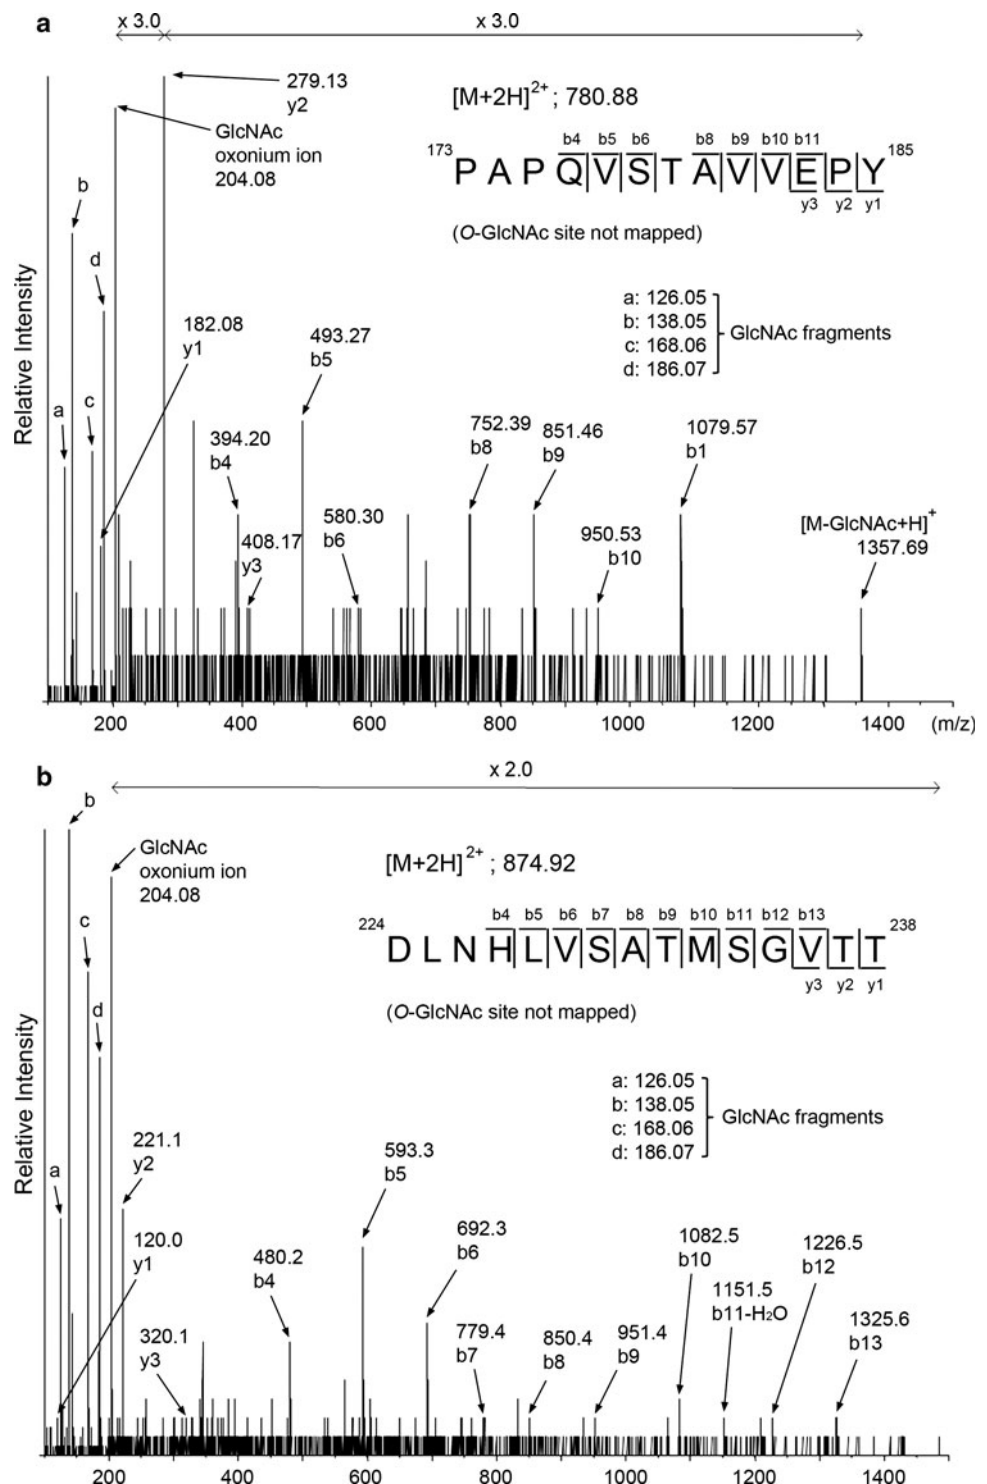 a
x 3.0
x 3.0
279.13
y2
[M+2H]2+ ; 780.88
GlcNAc
oxonium ion
204.08
b4 b5 b6 b8 b9 b10 b11
173 P A P Q V S T A V V E P Y 185
y3 y2 y1
b
d
(O-GlcNAc site not mapped)
a: 126.05
b: 138.05
c: 168.06
d: 186.07
GlcNAc fragments
Relative Intensity
182.08
y1
493.27
b5
a
c
394.20
b4
752.39
b8
851.46
b9
1079.57
b1
408.17
y3
580.30
b6
950.53
b10
[M-GlcNAc+H]+
1357.69
200 400 600 800 1000 1200 1400 (m/z)
b
x 2.0
b
GlcNAc
oxonium ion
204.08
[M+2H]2+ ; 874.92
c
b4 b5 b6 b7 b8 b9 b10 b11 b12 b13
224 D L N H L V S A T M S G V T T 238
y3 y2 y1
d
(O-GlcNAc site not mapped)
a: 126.05
b: 138.05
c: 168.06
d: 186.07
GlcNAc fragments
Relative Intensity
221.1
y2
593.3
b5
a
120.0
y1
480.2
b4
692.3
b6
1082.5
b10
1226.5
b12
1151.5
b11-H2O
320.1
y3
779.4
b7
850.4
b8
951.4
b9
1325.6
b13
200 400 600 800 1000 1200 1400